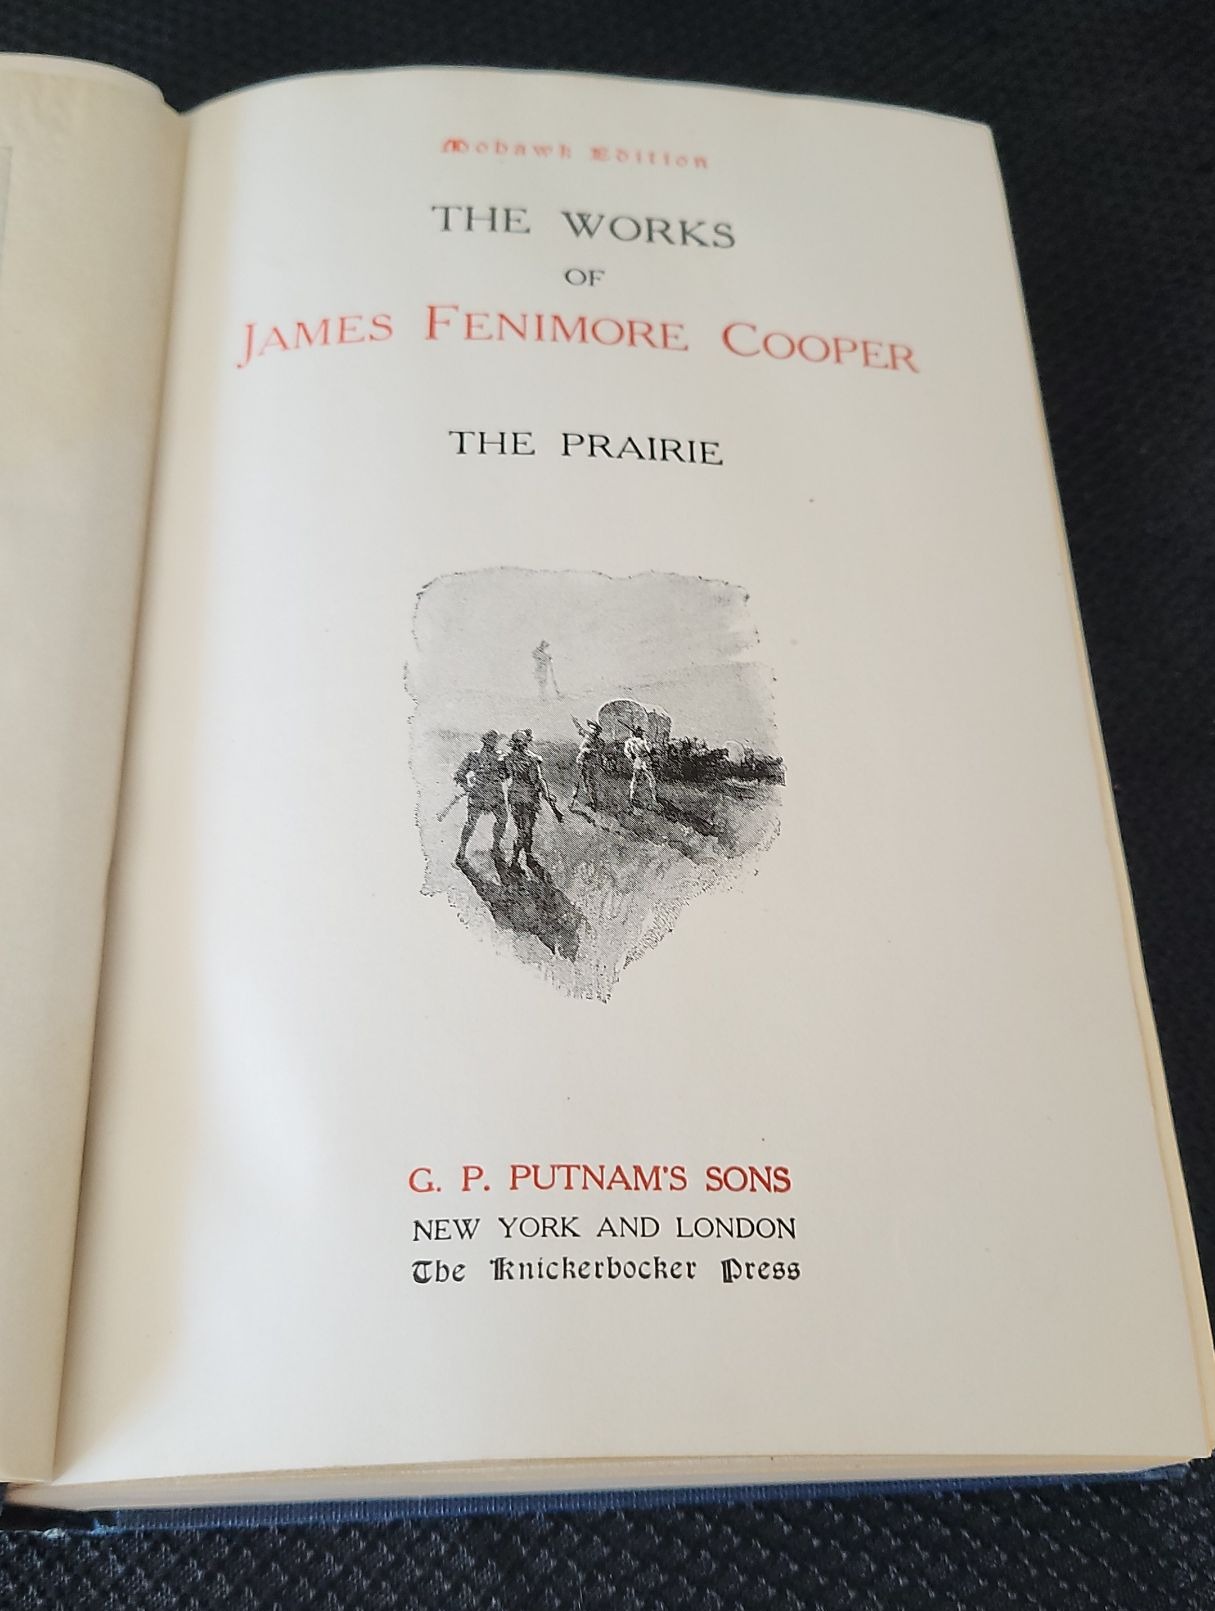 Mohawk Edition
THE WORKS
OF
JAMES FENIMORE COOPER
THE PRAIRIE
G. P. PUTNAM'S SONS
NEW YORK AND LONDON
The Knickerbocker Press